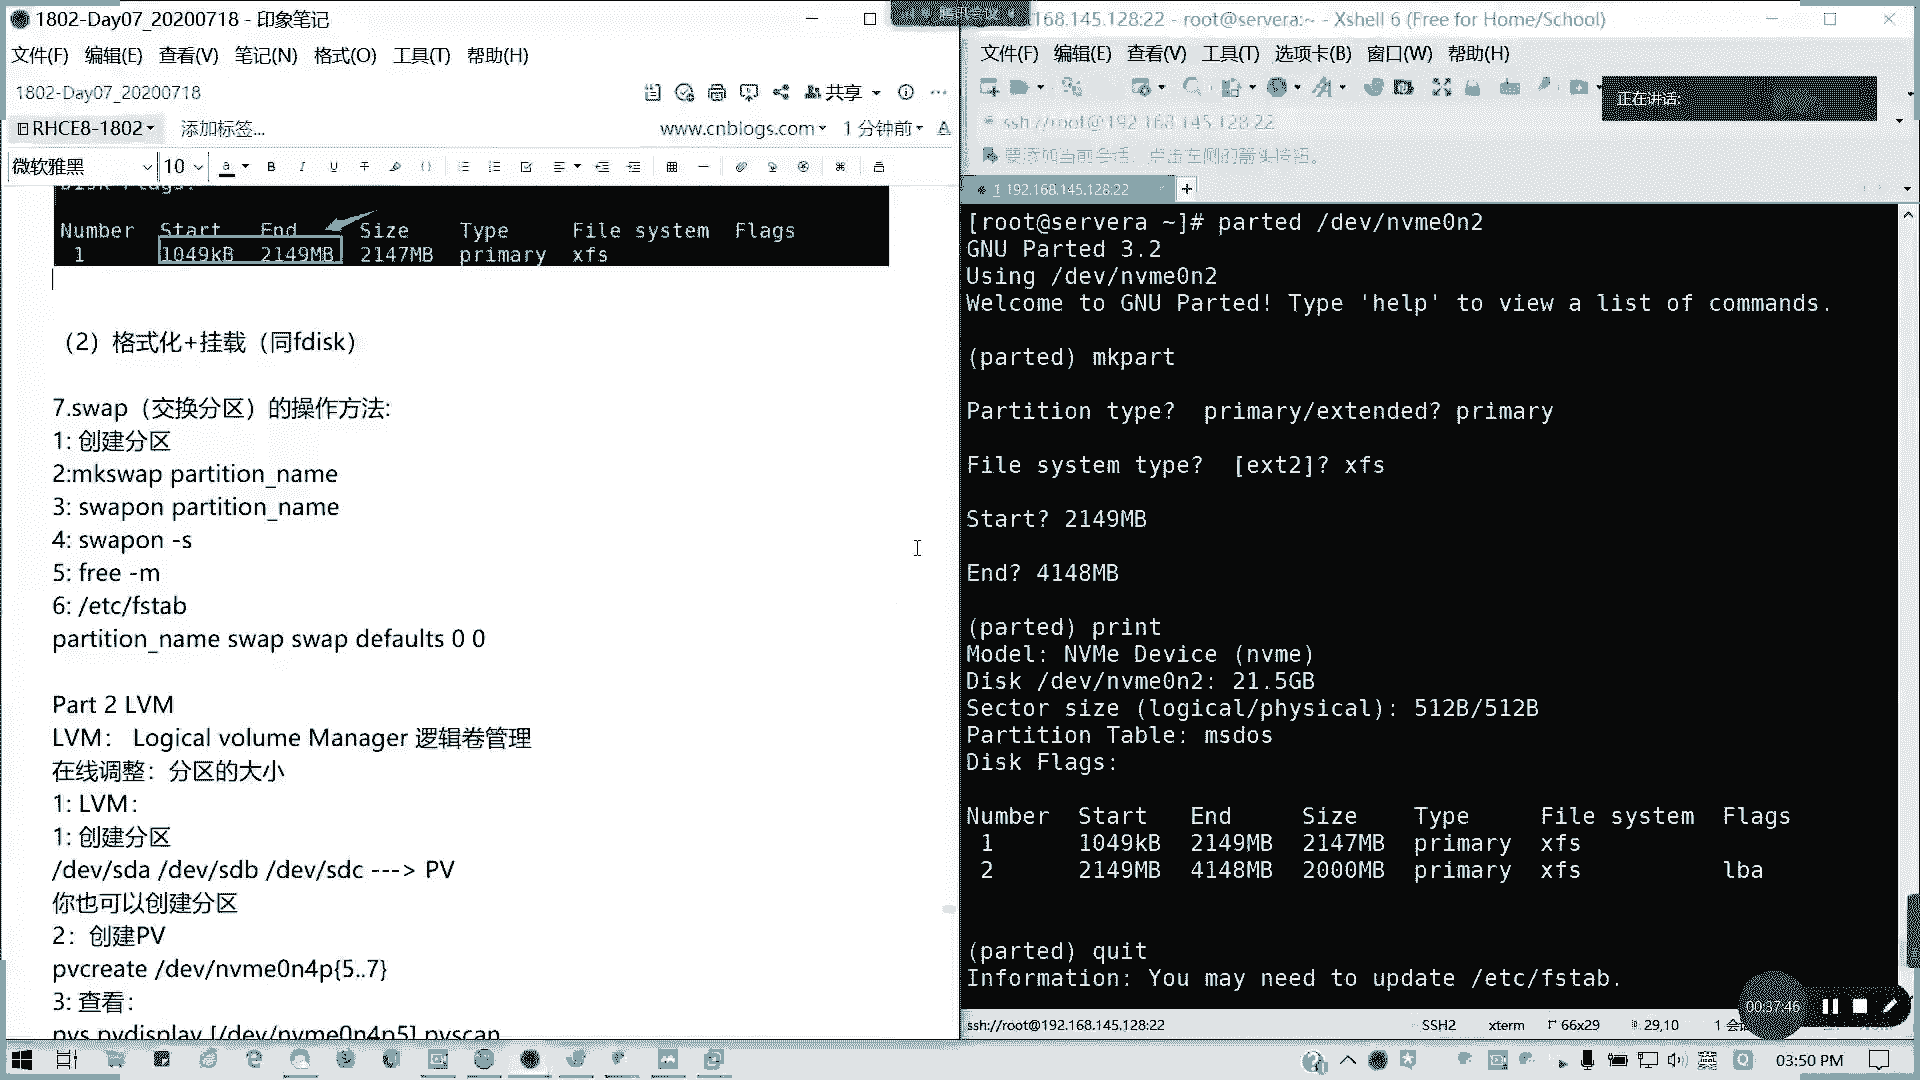 1802-Day07_20200718 - 印象笔记
文件(F) 编辑(E) 查看(V) 笔记(N) 格式(O) 工具(T) 帮助(H)
1802-Day07_20200718
共享
RHCE8-1802
添加标签...
www.cnblogs.com
1 分钟前
微软雅黑 10
Number Start End Size Type File system Flags
1 1049kB 2149MB 2147MB primary xfs
（2）格式化+挂载（同fdisk）
7.swap（交换分区）的操作方法:
1: 创建分区
2:mkswap partition_name
3: swapon partition_name
4: swapon -s
5: free -m
6: /etc/fstab
partition_name swap swap defaults 0 0
Part 2 LVM
LVM： Logical volume Manager 逻辑卷管理
在线调整：分区的大小
1: LVM：
1: 创建分区
/dev/sda /dev/sdb /dev/sdc ---> PV
你也可以创建分区
2：创建PV
pvcreate /dev/nvme0n4p{5..7}
3: 查看：
pvs pvdisplay [/dev/nvme0n4p5] pvscan
168.145.128:22 - root@servera:~ - Xshell 6 (Free for Home/School)
文件(F) 编辑(E) 查看(V) 工具(T) 选项卡(B) 窗口(W) 帮助(H)
正在讲话:
ssh://root@192.168.145.128:22
要添加当前会话，点击左侧的箭头按钮。
1 192.168.145.128:22
[root@servera ~]# parted /dev/nvme0n2
GNU Parted 3.2
Using /dev/nvme0n2
Welcome to GNU Parted! Type 'help' to view a list of commands.
(parted) mkpart
Partition type? primary/extended? primary
File system type? [ext2]? xfs
Start? 2149MB
End? 4148MB
(parted) print
Model: NVMe Device (nvme)
Disk /dev/nvme0n2: 21.5GB
Sector size (logical/physical): 512B/512B
Partition Table: msdos
Disk Flags:
Number Start End Size Type File system Flags
1 1049kB 2149MB 2147MB primary xfs
2 2149MB 4148MB 2000MB primary xfs lba
(parted) quit
Information: You may need to update /etc/fstab.
00:37:46
ssh://root@192.168.145.128:22 SSH2 xterm 66x29 29,10 1 会
英
03:50 PM